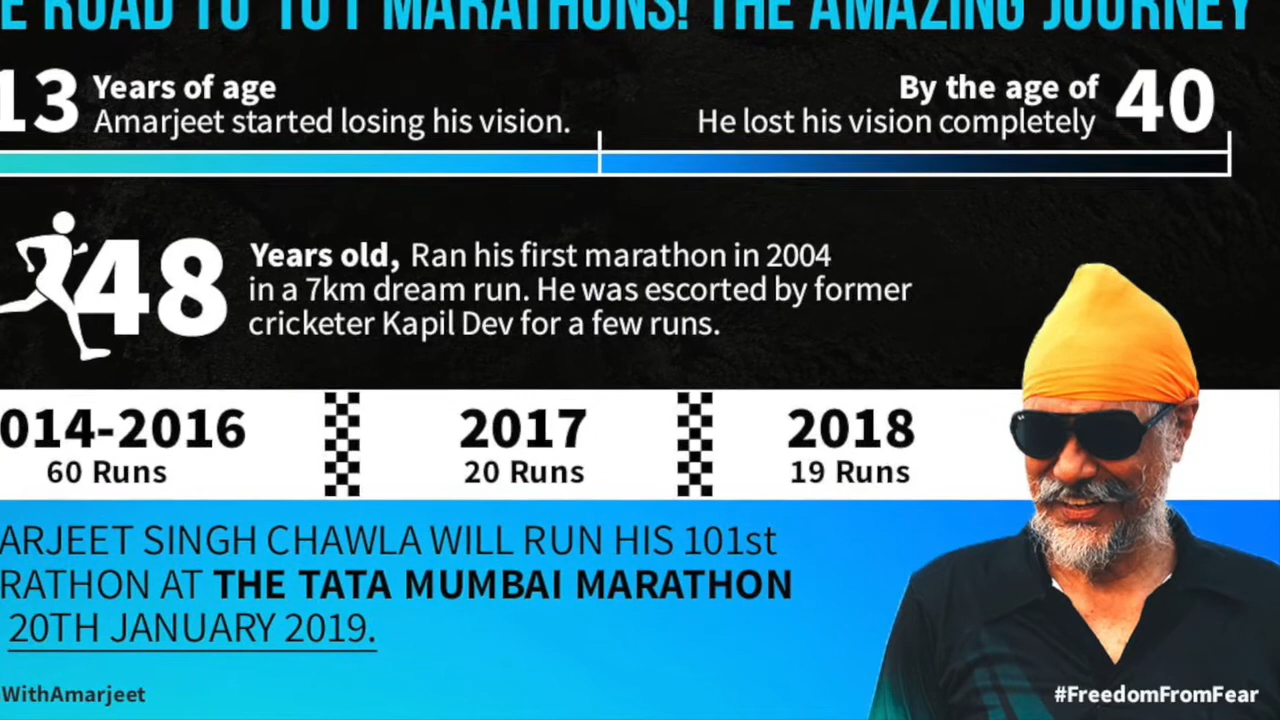 E ROAD TO 101 MARATHONS! THE AMAZING JOURNEY
13 Years of age
Amarjeet started losing his vision.
By the age of 40
He lost his vision completely
48 Years old, Ran his first marathon in 2004
in a 7km dream run. He was escorted by former
cricketer Kapil Dev for a few runs.
014-2016
60 Runs
2017
20 Runs
2018
19 Runs
ARJEET SINGH CHAWLA WILL RUN HIS 101st
RATHON AT THE TATA MUMBAI MARATHON
20TH JANUARY 2019.
WithAmarjeet
#FreedomFromFear